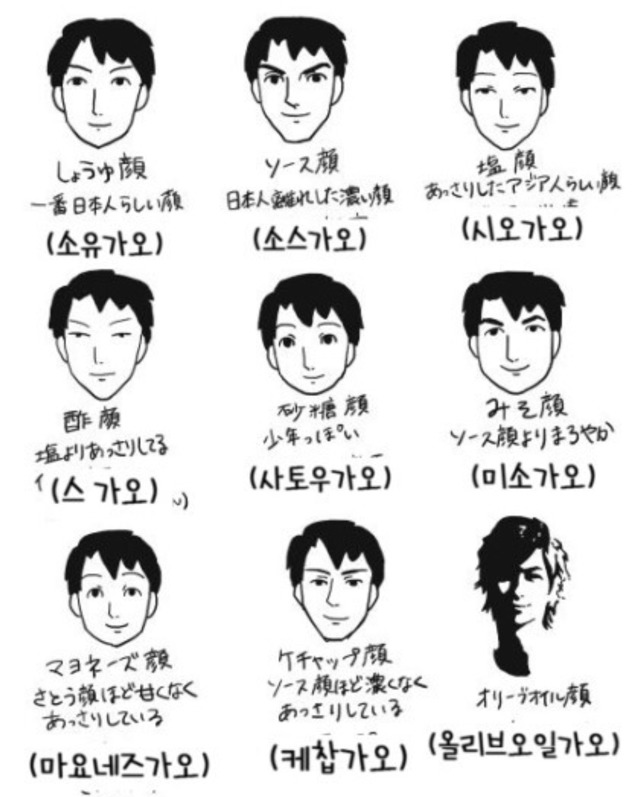 しょうゆ顔
一番日本人らしい顔
(소유가오)
ソース顔
日本人離れした濃い顔
(소스가오)
塩顔
あっさりしたアジア人らしい顔
(시오가오)
酢顔
塩よりあっさりしてる
(스 가오)
砂糖顔
少年っぽい
(사토우가오)
みそ顔
ソース顔よりまろやか
(미소가오)
マヨネーズ顔
さとう顔ほど甘くなく
あっさりしている
(마요네즈가오)
ケチャップ顔
ソース顔ほど濃くなく
あっさりしている
(케찹가오)
オリーブオイル顔
(올리브오일가오)